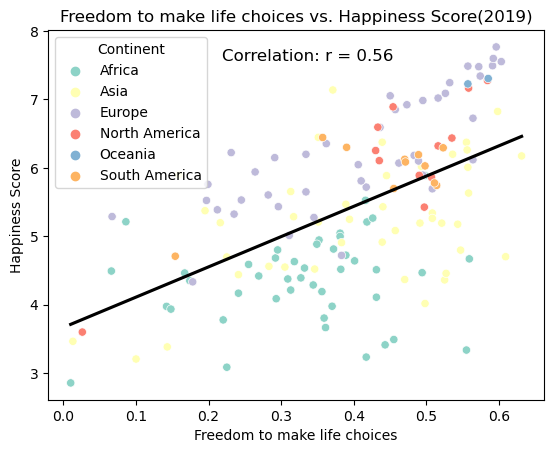 Freedom to make life choices vs. Happiness Score(2019)
Correlation: r = 0.56
Continent
Africa
Asia
Europe
North America
Oceania
South America
Happiness Score
8
7
6
5
4
3
0.0 0.1 0.2 0.3 0.4 0.5 0.6
Freedom to make life choices